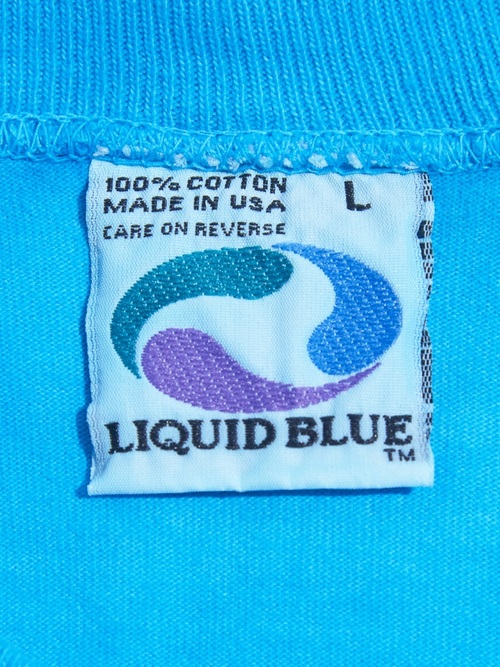 100% COTTON L
MADE IN USA
CARE ON REVERSE
LIQUID BLUE
TM